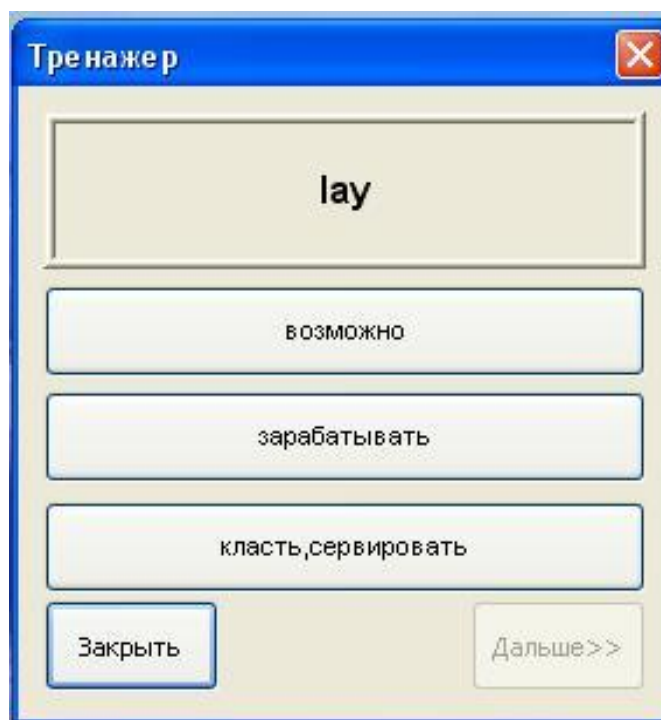 Тренажер
lay
возможно
зарабатывать
класть,сервировать
Закрыть
Дальше>>